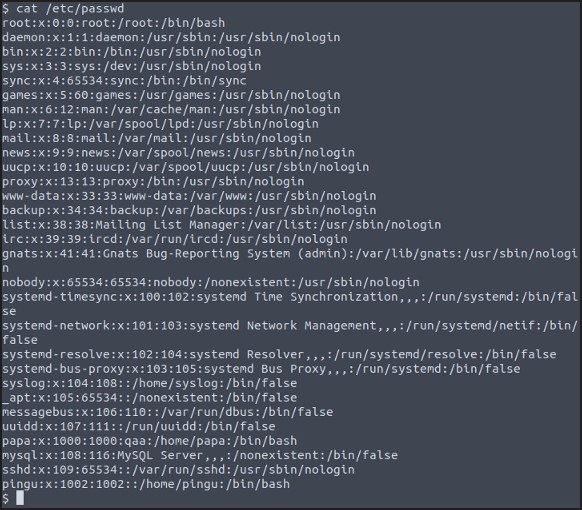 $ cat /etc/passwd
root:x:0:0:root:/root:/bin/bash
daemon:x:1:1:daemon:/usr/sbin:/usr/sbin/nologin
bin:x:2:2:bin:/bin:/usr/sbin/nologin
sys:x:3:3:sys:/dev:/usr/sbin/nologin
sync:x:4:65534:sync:/bin:/bin/sync
games:x:5:60:games:/usr/games:/usr/sbin/nologin
man:x:6:12:man:/var/cache/man:/usr/sbin/nologin
lp:x:7:7:lp:/var/spool/lpd:/usr/sbin/nologin
mail:x:8:8:mail:/var/mail:/usr/sbin/nologin
news:x:9:9:news:/var/spool/news:/usr/sbin/nologin
uucp:x:10:10:uucp:/var/spool/uucp:/usr/sbin/nologin
proxy:x:13:13:proxy:/bin:/usr/sbin/nologin
www-data:x:33:33:www-data:/var/www:/usr/sbin/nologin
backup:x:34:34:backup:/var/backups:/usr/sbin/nologin
list:x:38:38:Mailing List Manager:/var/list:/usr/sbin/nologin
irc:x:39:39:ircd:/var/run/ircd:/usr/sbin/nologin
gnats:x:41:41:Gnats Bug-Reporting System (admin):/var/lib/gnats:/usr/sbin/nologi
n
nobody:x:65534:65534:nobody:/nonexistent:/usr/sbin/nologin
systemd-timesync:x:100:102:systemd Time Synchronization,,,:/run/systemd:/bin/fal
se
systemd-network:x:101:103:systemd Network Management,,,:/run/systemd/netif:/bin/
false
systemd-resolve:x:102:104:systemd Resolver,,,:/run/systemd/resolve:/bin/false
systemd-bus-proxy:x:103:105:systemd Bus Proxy,,,:/run/systemd:/bin/false
syslog:x:104:108::/home/syslog:/bin/false
_apt:x:105:65534::/nonexistent:/bin/false
messagebus:x:106:110::/var/run/dbus:/bin/false
uuidd:x:107:111::/run/uuidd:/bin/false
papa:x:1000:1000:qaa:/home/papa:/bin/bash
mysql:x:108:116:MySQL Server,,,:/nonexistent:/bin/false
sshd:x:109:65534::/var/run/sshd:/usr/sbin/nologin
pingu:x:1002:1002::/home/pingu:/bin/bash
$